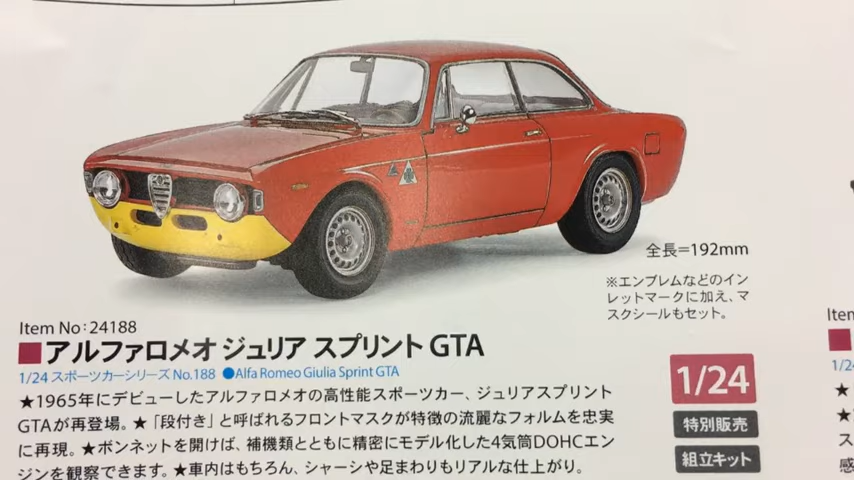 全長=192mm
※エンブレムなどのイン
レットマークに加え、マ
スクシールもセット。
Item No:24188
■アルファロメオ ジュリア スプリント GTA
1/24 スポーツカーシリーズ No.188 ●Alfa Romeo Giulia Sprint GTA
★1965年にデビューしたアルファロメオの高性能スポーツカー、ジュリアスプリント
GTAが再登場。★「段付き」と呼ばれるフロントマスクが特徴の流麗なフォルムを忠実
に再現。★ボンネットを開けば、補機類とともに精密にモデル化した4気筒DOHCエン
ジンを観察できます。★車内はもちろん、シャーシや足まわりもリアルな仕上がり。
1/24
特別販売
組立キット
Item
1/2
★
★
ス
感